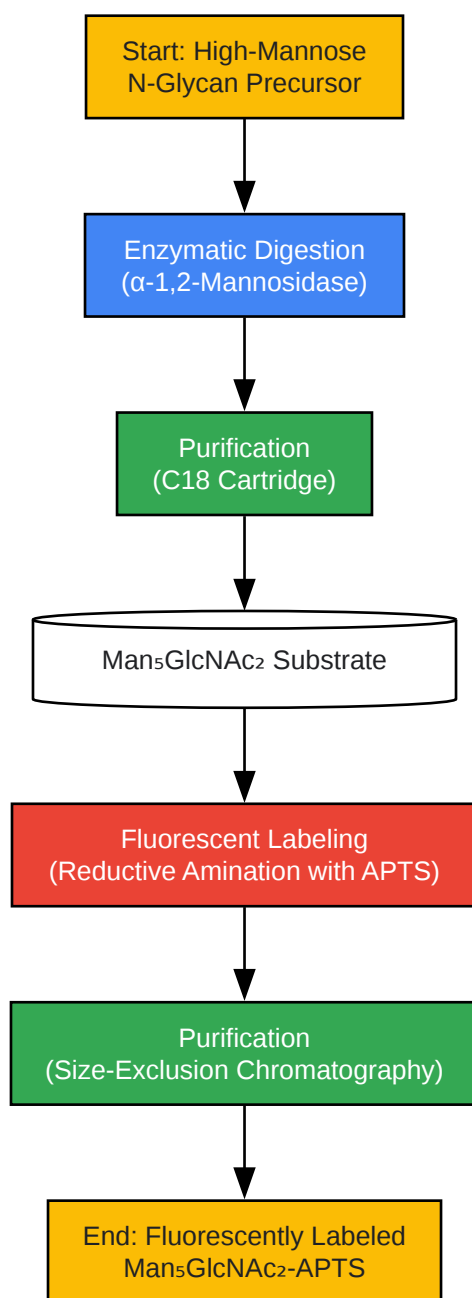 Start: High-Mannose
N-Glycan Precursor
Enzymatic Digestion
(α-1,2-Mannosidase)
Purification
(C18 Cartridge)
Man₅GlcNAc₂ Substrate
Fluorescent Labeling
(Reductive Amination with APTS)
Purification
(Size-Exclusion Chromatography)
End: Fluorescently Labeled
Man₅GlcNAc₂-APTS